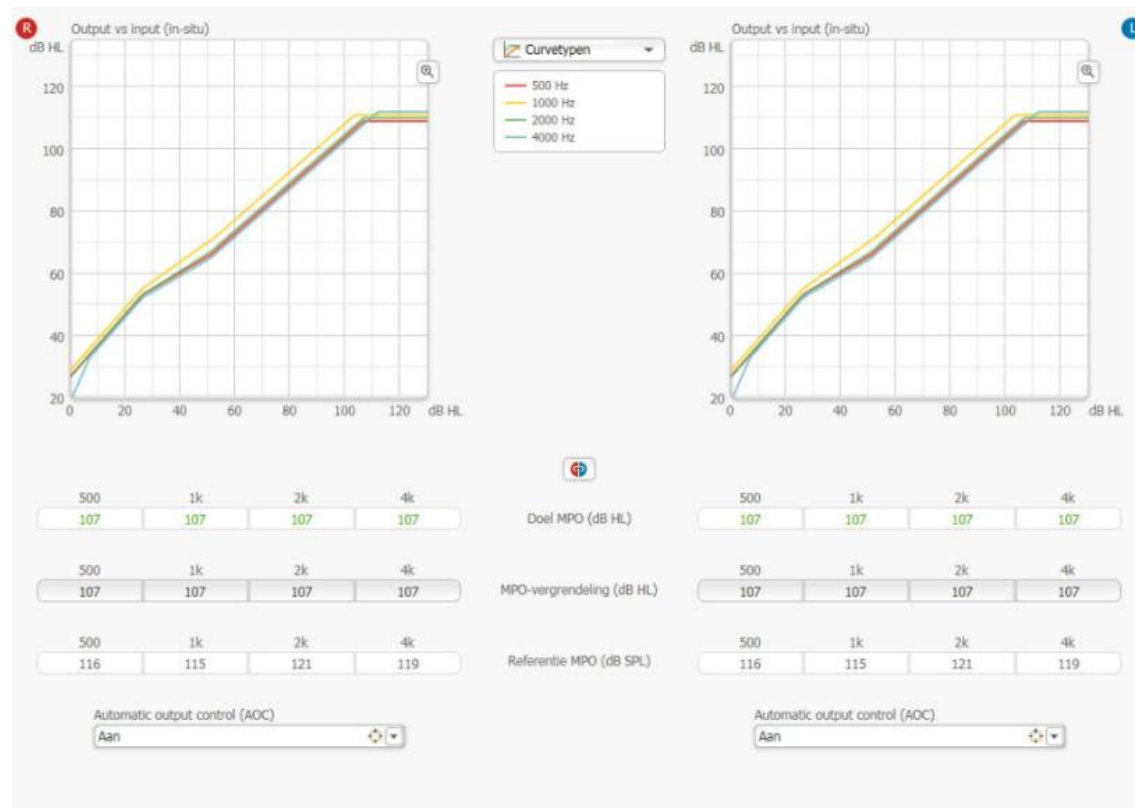 R
Output vs input (in-situ)
dB HL
120
100
80
60
40
20
0 20 40 60 80 100 120 dB HL
Curvetypen
500 Hz
1000 Hz
2000 Hz
4000 Hz
L
Output vs input (in-situ)
dB HL
120
100
80
60
40
20
0 20 40 60 80 100 120 dB HL
500 1k 2k 4k 500 1k 2k 4k
107 107 107 107 Doel MPO (dB HL) 107 107 107 107
500 1k 2k 4k 500 1k 2k 4k
107 107 107 107 MPO-vergrendeling (dB HL) 107 107 107 107
500 1k 2k 4k 500 1k 2k 4k
116 115 121 119 Referentie MPO (dB SPL) 116 115 121 119
Automatic output control (AOC) Automatic output control (AOC)
Aan Aan